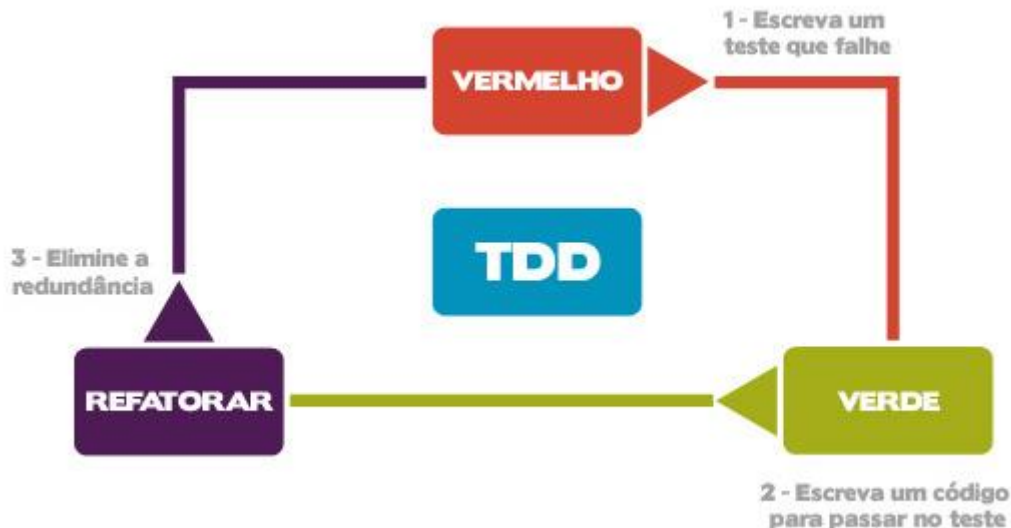 1 - Escreva um
teste que falhe
VERMELHO
TDD
3 - Elimine a
redundância
REFATORAR
VERDE
2 - Escreva um código
para passar no teste